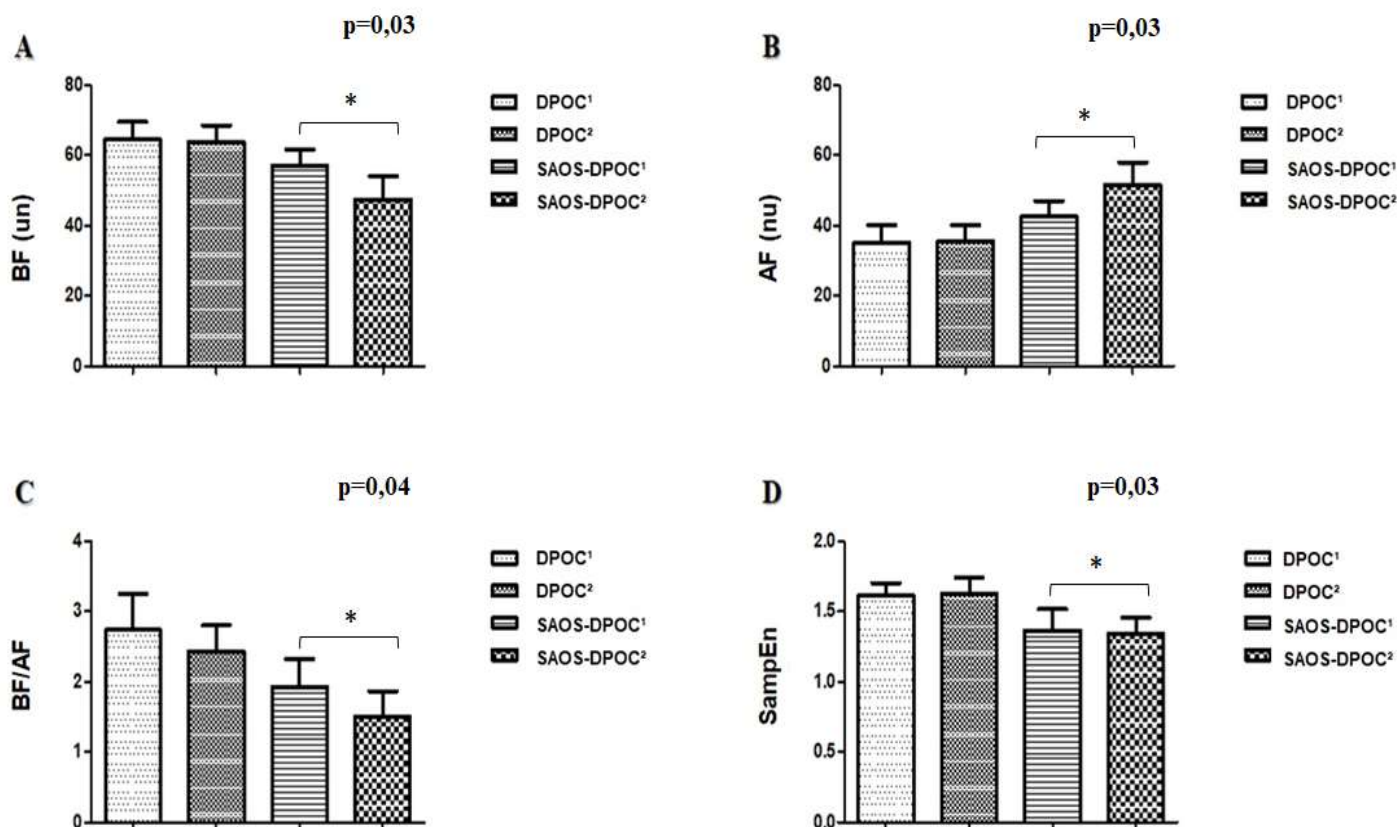 A
p=0,03
BF (un)
80
60
40
20
0
*
DPOC¹
DPOC²
SAOS-DPOC¹
SAOS-DPOC²
B
p=0,03
AF (nu)
80
60
40
20
0
*
DPOC¹
DPOC²
SAOS-DPOC¹
SAOS-DPOC²
C
p=0,04
BF/AF
4
3
2
1
0
*
DPOC¹
DPOC²
SAOS-DPOC¹
SAOS-DPOC²
D
p=0,03
SampEn
2.0
1.5
1.0
0.5
0.0
*
DPOC¹
DPOC²
SAOS-DPOC¹
SAOS-DPOC²